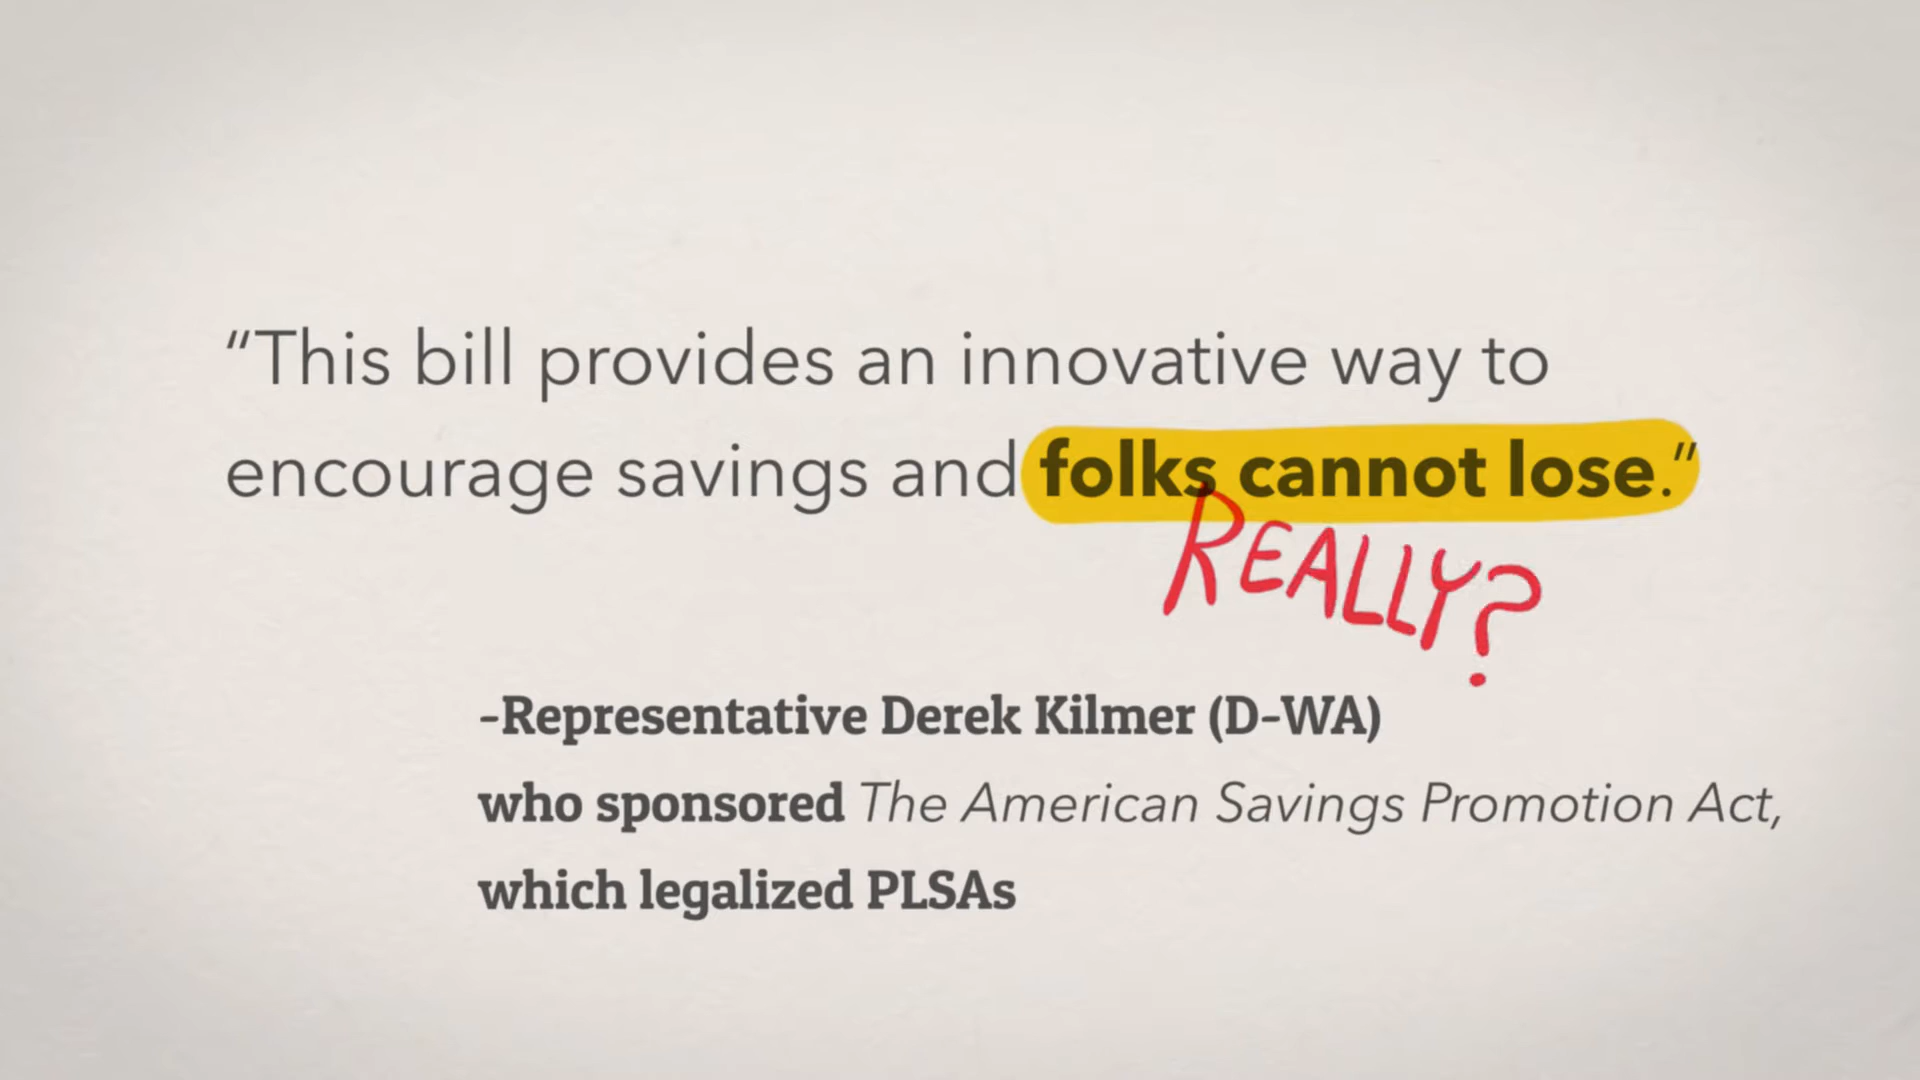 “This bill provides an innovative way to
encourage savings and folks cannot lose.”
REALLY?
-Representative Derek Kilmer (D-WA)
who sponsored The American Savings Promotion Act,
which legalized PLSAs